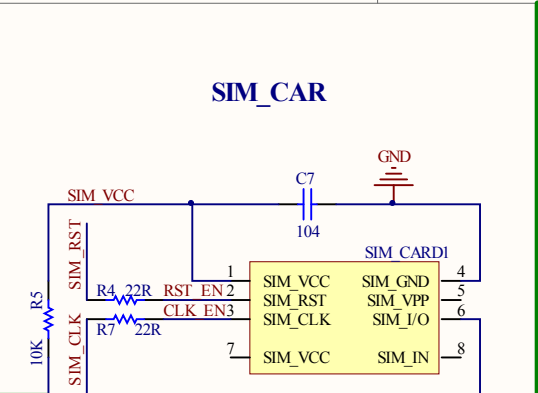 SIM_CAR
GND
C7
SIM_VCC
104
SIM_RST
SIM_CARD1
1 SIM_VCC SIM_GND 4
R4 22R RST_EN 2 SIM_RST SIM_VPP 5
R7 22R CLK_EN 3 SIM_CLK SIM_I/O 6
R5
10K
SIM_CLK
7 SIM_VCC SIM_IN 8